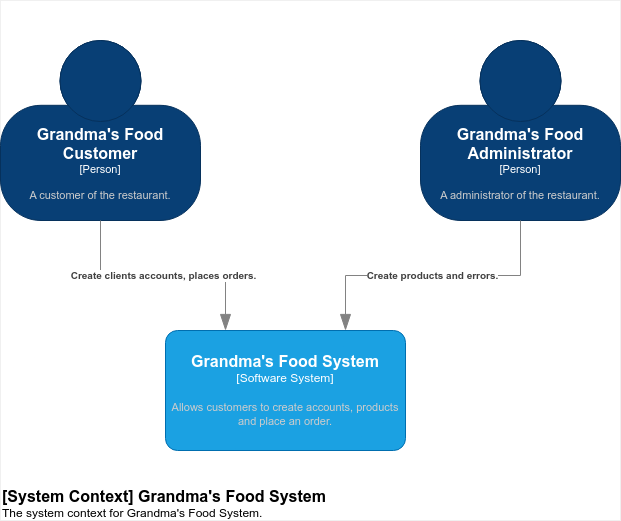 Grandma's Food
Customer
[Person]
A customer of the restaurant.
Grandma's Food
Administrator
[Person]
A administrator of the restaurant.
Create clients accounts, places orders.
Create products and errors.
Grandma's Food System
[Software System]
Allows customers to create accounts, products
and place an order.
[System Context] Grandma's Food System
The system context for Grandma's Food System.